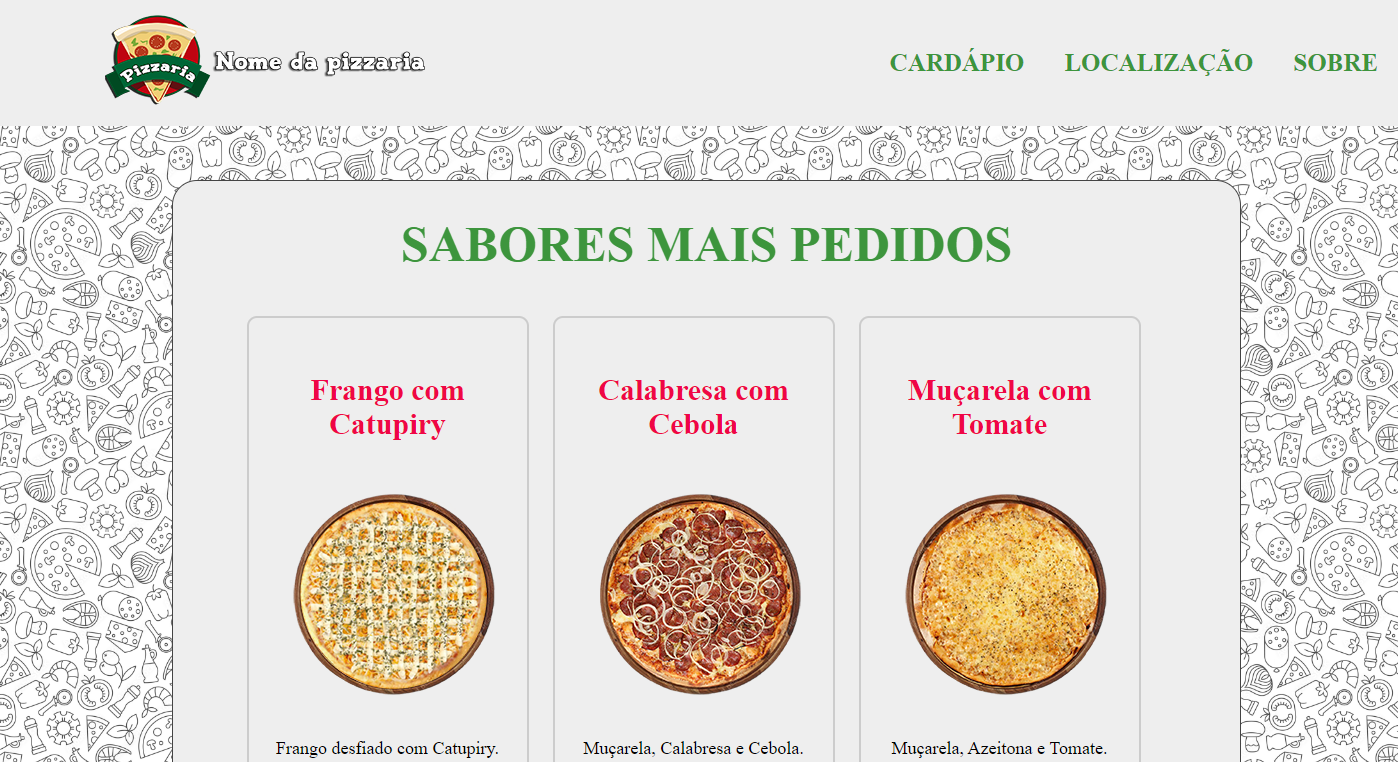 Pizzaria
Nome da pizzaria
CARDÁPIO
LOCALIZAÇÃO
SOBRE
SABORES MAIS PEDIDOS
Frango com
Catupiry
Calabresa com
Cebola
Muçarela com
Tomate
Frango desfiado com Catupiry.
Muçarela, Calabresa e Cebola.
Muçarela, Azeitona e Tomate.